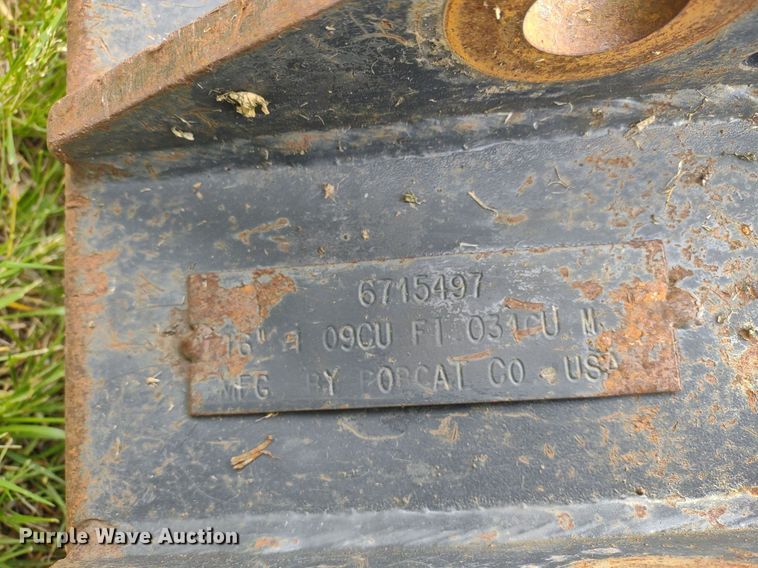 6715497
16" 1 09CU FT 031CU M.
MFG BY BOBCAT CO. USA
Purple Wave Auction